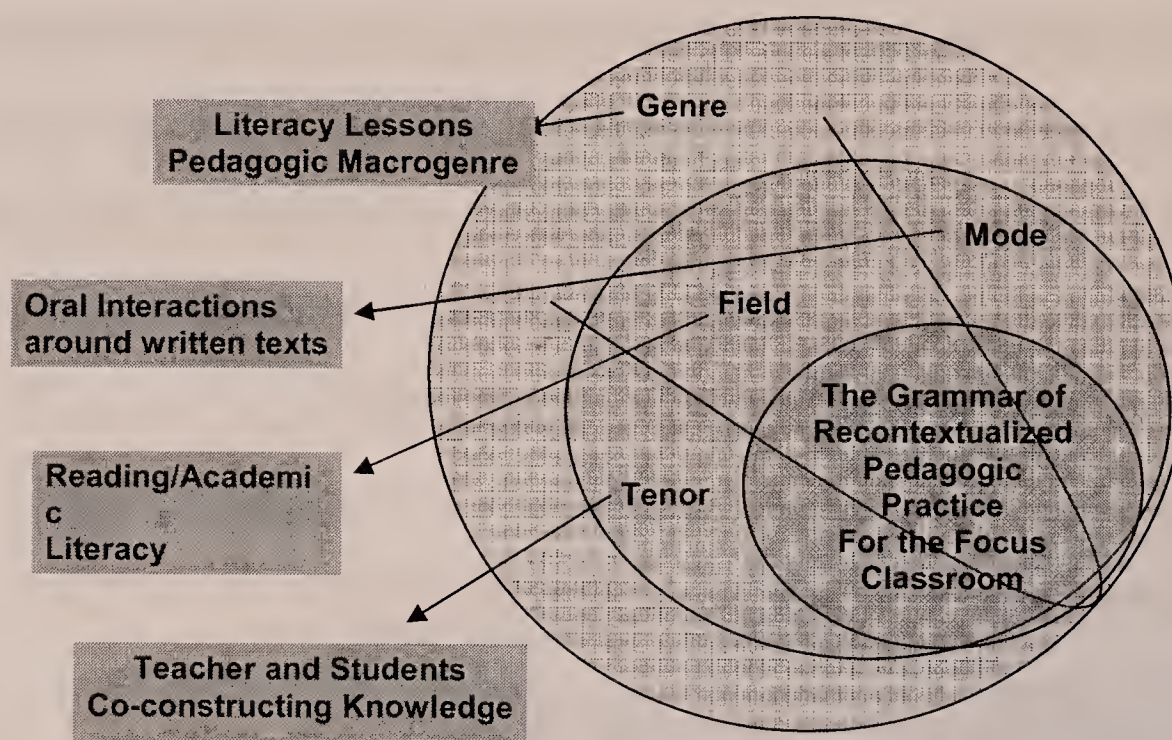 Genre
Literacy Lessons
Pedagogic Macrogenre
Mode
Oral Interactions
around written texts
Field
Reading/Academi
c
Literacy
Tenor
Teacher and Students
Co-constructing Knowledge
The Grammar of
Recontextualized
Pedagogic
Practice
For the Focus
Classroom